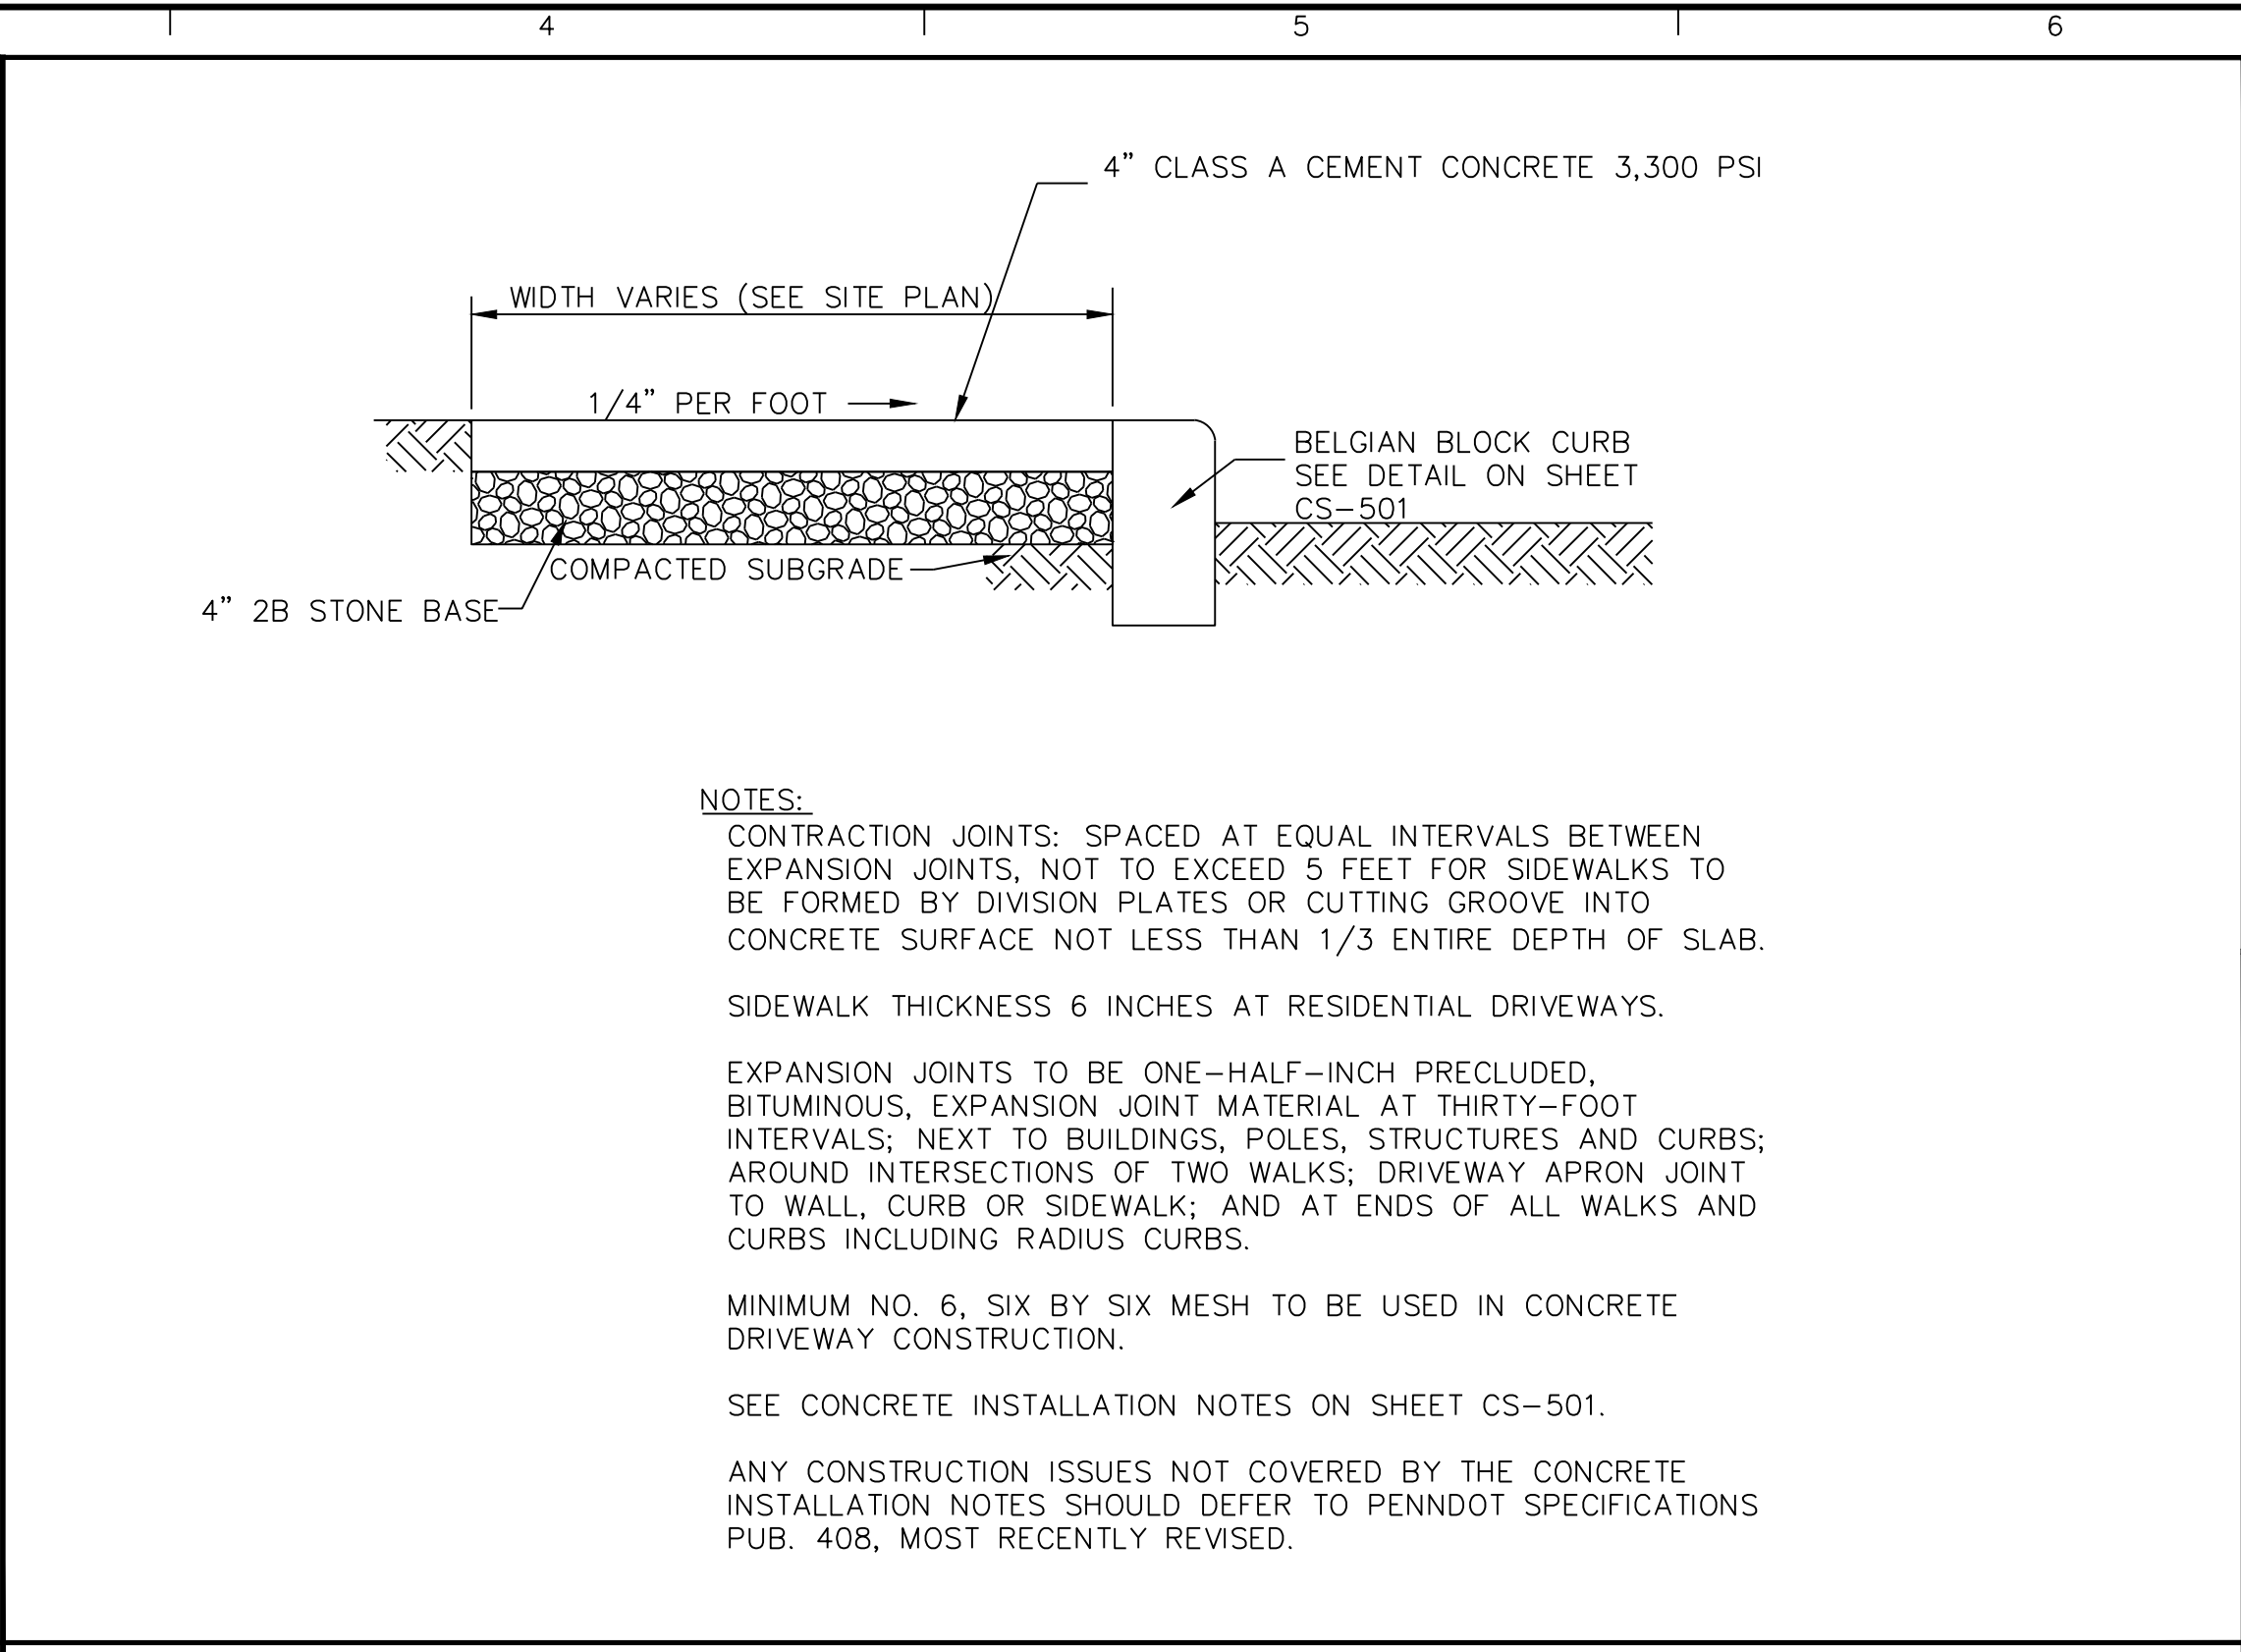 4 5 6
4” CLASS A CEMENT CONCRETE 3,300 PSI
WIDTH VARIES (SEE SITE PLAN)
1/4” PER FOOT
BELGIAN BLOCK CURB
SEE DETAIL ON SHEET
CS-501
COMPACTED SUBGRADE
4” 2B STONE BASE
NOTES:
CONTRACTION JOINTS: SPACED AT EQUAL INTERVALS BETWEEN
EXPANSION JOINTS, NOT TO EXCEED 5 FEET FOR SIDEWALKS TO
BE FORMED BY DIVISION PLATES OR CUTTING GROOVE INTO
CONCRETE SURFACE NOT LESS THAN 1/3 ENTIRE DEPTH OF SLAB.
SIDEWALK THICKNESS 6 INCHES AT RESIDENTIAL DRIVEWAYS.
EXPANSION JOINTS TO BE ONE-HALF-INCH PRECLUDED,
BITUMINOUS, EXPANSION JOINT MATERIAL AT THIRTY-FOOT
INTERVALS; NEXT TO BUILDINGS, POLES, STRUCTURES AND CURBS;
AROUND INTERSECTIONS OF TWO WALKS; DRIVEWAY APRON JOINT
TO WALL, CURB OR SIDEWALK; AND AT ENDS OF ALL WALKS AND
CURBS INCLUDING RADIUS CURBS.
MINIMUM NO. 6, SIX BY SIX MESH TO BE USED IN CONCRETE
DRIVEWAY CONSTRUCTION.
SEE CONCRETE INSTALLATION NOTES ON SHEET CS-501.
ANY CONSTRUCTION ISSUES NOT COVERED BY THE CONCRETE
INSTALLATION NOTES SHOULD DEFER TO PENNDOT SPECIFICATIONS
PUB. 408, MOST RECENTLY REVISED.